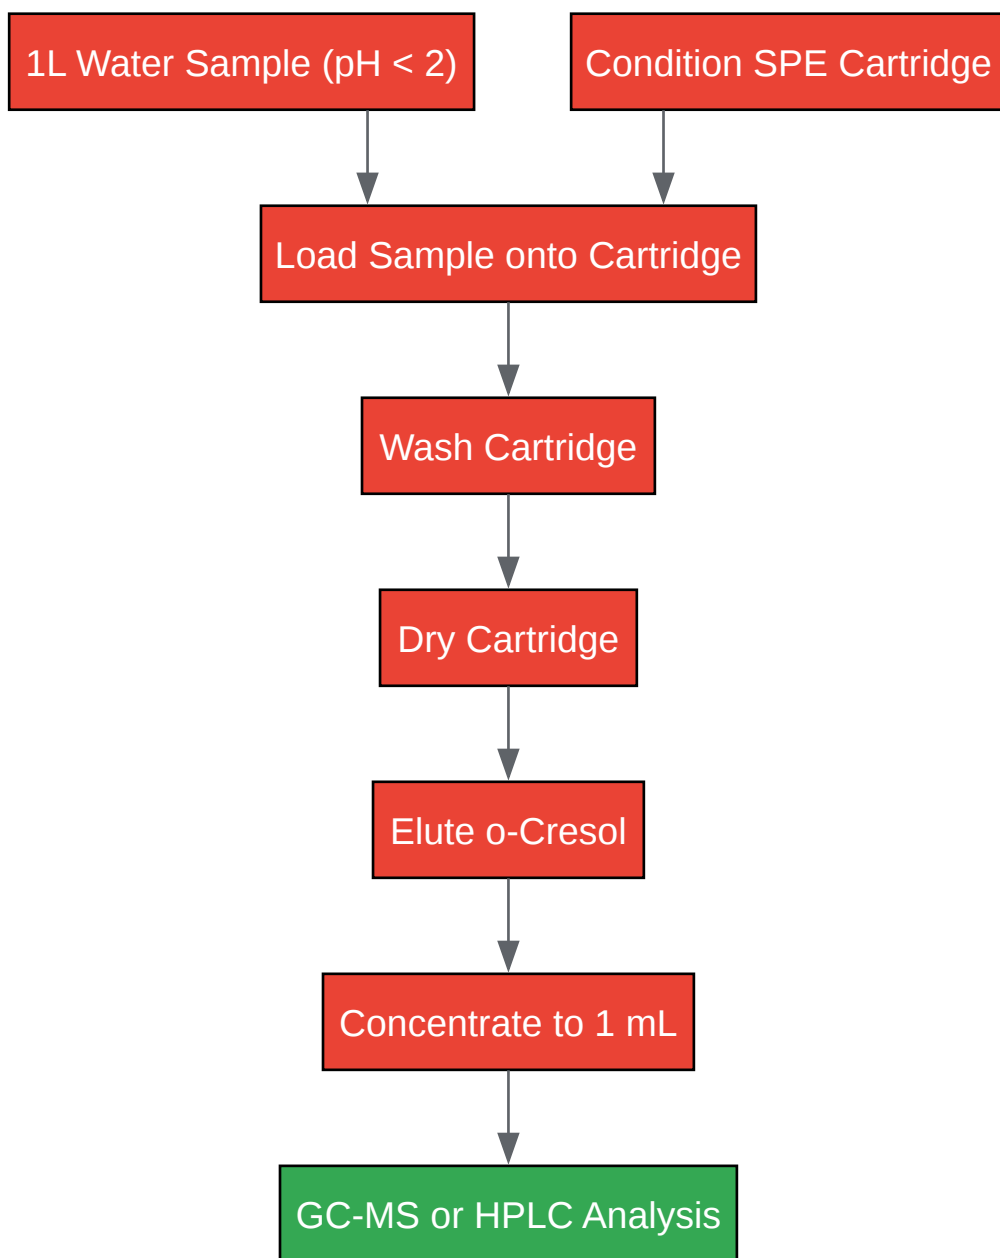 1L Water Sample (pH < 2)
Condition SPE Cartridge
Load Sample onto Cartridge
Wash Cartridge
Dry Cartridge
Elute o-Cresol
Concentrate to 1 mL
GC-MS or HPLC Analysis